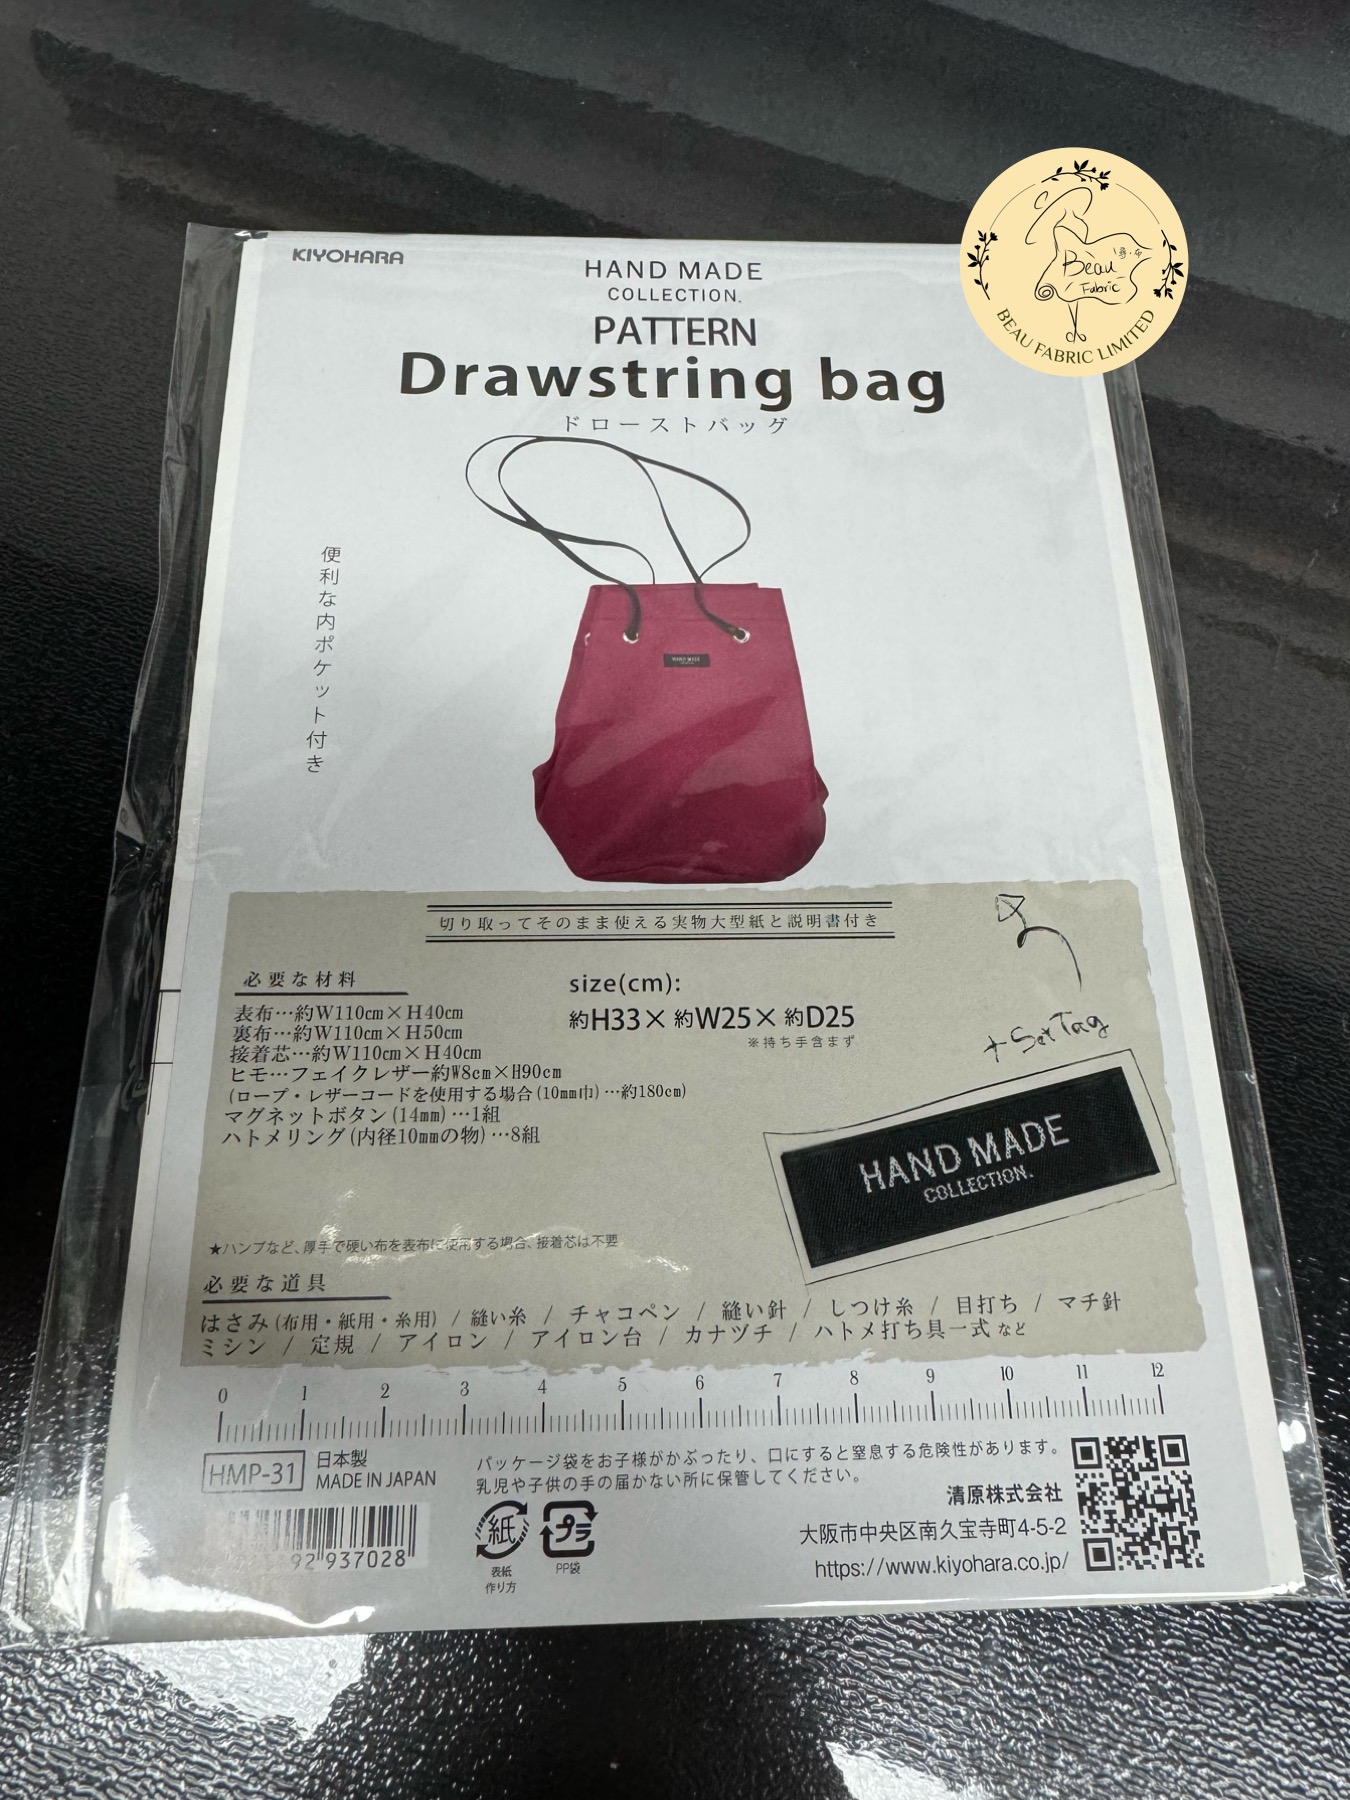 KIYOHARA
HAND MADE
COLLECTION.
PATTERN
Drawstring bag
ドローストバッグ
Beau
Fabric
BEAU FABRIC LIMITED
便利な内ポケット付き
HAND MADE
切り取ってそのまま使える実物大型紙と説明書付き
必要な材料
表布…約W110㎝×H40㎝
裏布…約W110㎝×H50㎝
接着芯…約W110㎝×H40㎝
ヒモ…フェイクレザー約W8㎝×H90㎝
(ロープ・レザーコードを使用する場合(10㎜巾)…約180㎝)
マグネットボタン(14㎜)…1組
ハトメリング(内径10㎜の物)…8組
size(cm):
約H33×約W25×約D25
※持ち手含まず
+ Set Tag
HAND MADE
COLLECTION.
★ハンプなど、厚手で硬い布を表布に使用する場合、接着芯は不要
必要な道具
はさみ(布用・紙用・糸用) / 縫い糸 / チャコペン / 縫い針 / しつけ糸 / 目打ち / マチ針
ミシン / 定規 / アイロン / アイロン台 / カナヅチ / ハトメ打ち具一式 など
0 1 2 3 4 5 6 7 8 9 10 11 12
HMP-31
日本製
MADE IN JAPAN
パッケージ袋をお子様がかぶったり、口にすると窒息する危険性があります。
乳児や子供の手の届かない所に保管してください。
92 937028
紙
表紙
作り方
プラ
PP袋
清原株式会社
大阪市中央区南久宝寺町4-5-2
https://www.kiyohara.co.jp/